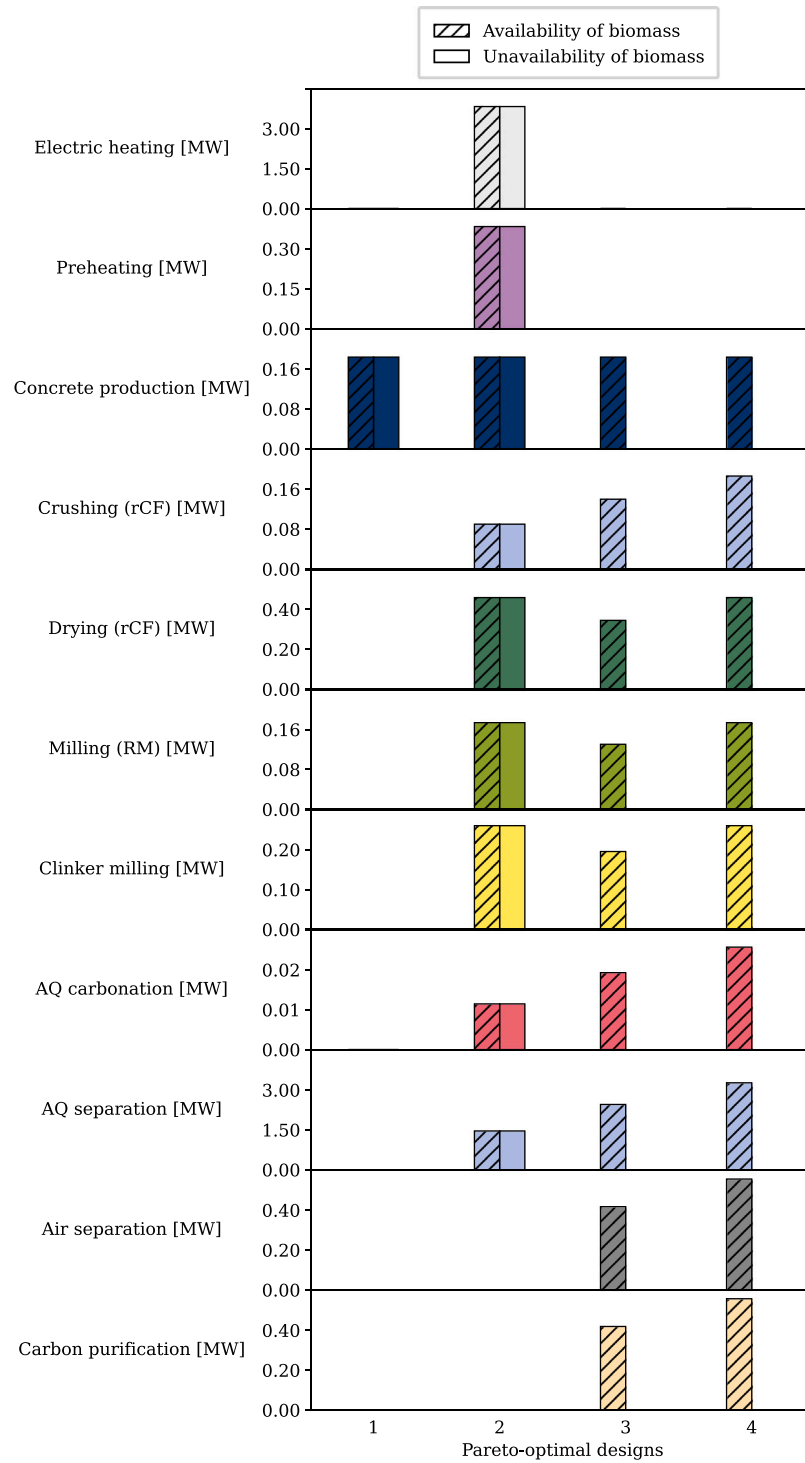 Availability of biomass
Unavailability of biomass
Electric heating [MW]
3.00
1.50
0.00
Preheating [MW]
0.30
0.15
0.00
Concrete production [MW]
0.16
0.08
0.00
Crushing (rCF) [MW]
0.16
0.08
0.00
Drying (rCF) [MW]
0.40
0.20
0.00
Milling (RM) [MW]
0.16
0.08
0.00
Clinker milling [MW]
0.20
0.10
0.00
AQ carbonation [MW]
0.02
0.01
0.00
AQ separation [MW]
3.00
1.50
0.00
Air separation [MW]
0.40
0.20
0.00
Carbon purification [MW]
0.40
0.20
0.00
1 2 3 4
Pareto-optimal designs